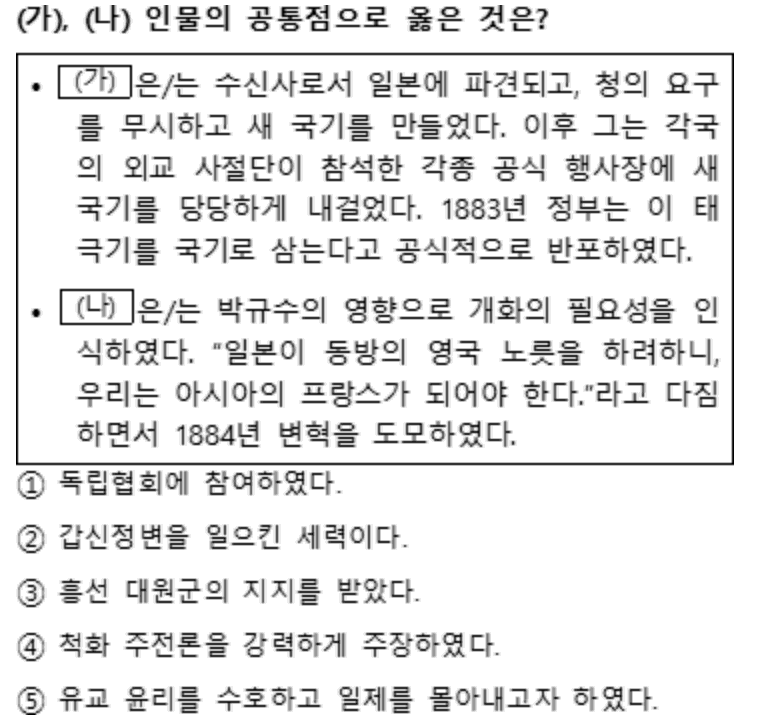 (가), (나) 인물의 공통점으로 옳은 것은?
• (가) 은/는 수신사로서 일본에 파견되고, 청의 요구
를 무시하고 새 국기를 만들었다. 이후 그는 각국
의 외교 사절단이 참석한 각종 공식 행사장에 새
국기를 당당하게 내걸었다. 1883년 정부는 이 태
극기를 국기로 삼는다고 공식적으로 반포하였다.
• (나) 은/는 박규수의 영향으로 개화의 필요성을 인
식하였다. "일본이 동방의 영국 노릇을 하려하니,
우리는 아시아의 프랑스가 되어야 한다."라고 다짐
하면서 1884년 변혁을 도모하였다.
① 독립협회에 참여하였다.
② 갑신정변을 일으킨 세력이다.
③ 흥선 대원군의 지지를 받았다.
④ 척화 주전론을 강력하게 주장하였다.
⑤ 유교 윤리를 수호하고 일제를 몰아내고자 하였다.